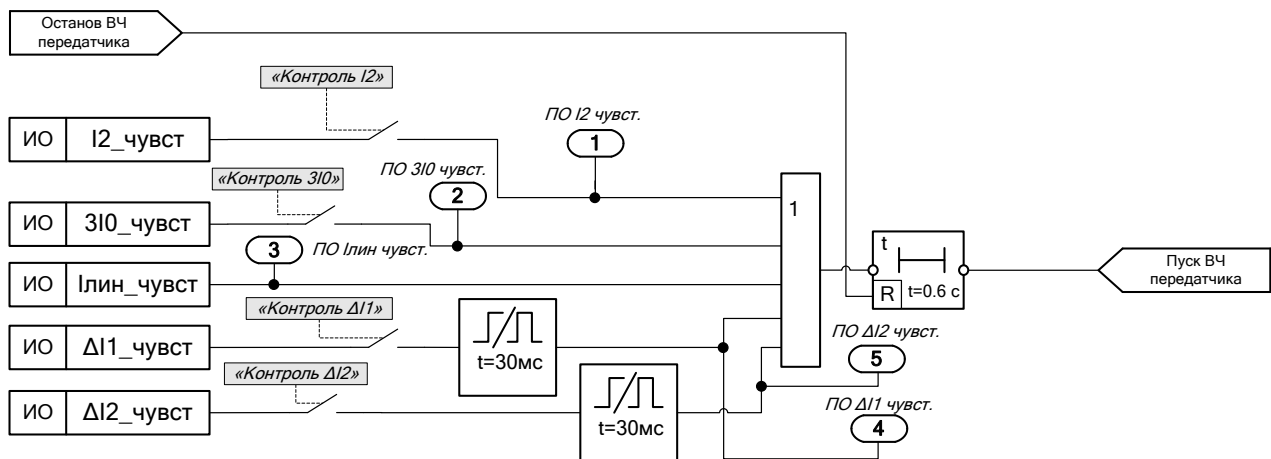 Останов ВЧ
передатчика
«Контроль I2»
ИО I2_чувст
ПО I2 чувст.
1
«Контроль 3I0»
ПО 3I0 чувст.
2
ИО 3I0_чувст
3
ПО Iлин чувст.
1
ИО Iлин_чувст
t
R t=0.6 с
Пуск ВЧ
передатчика
«Контроль ΔI1»
ИО ΔI1_чувст
t=30мс
ПО ΔI2 чувст.
5
«Контроль ΔI2»
ИО ΔI2_чувст
t=30мс
ПО ΔI1 чувст.
4